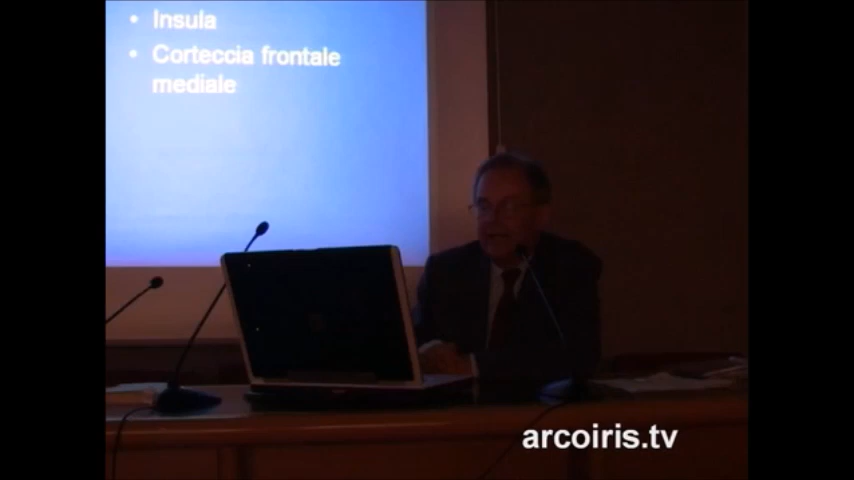 • Insula
• Corteccia frontale
mediale
arcoiris.tv